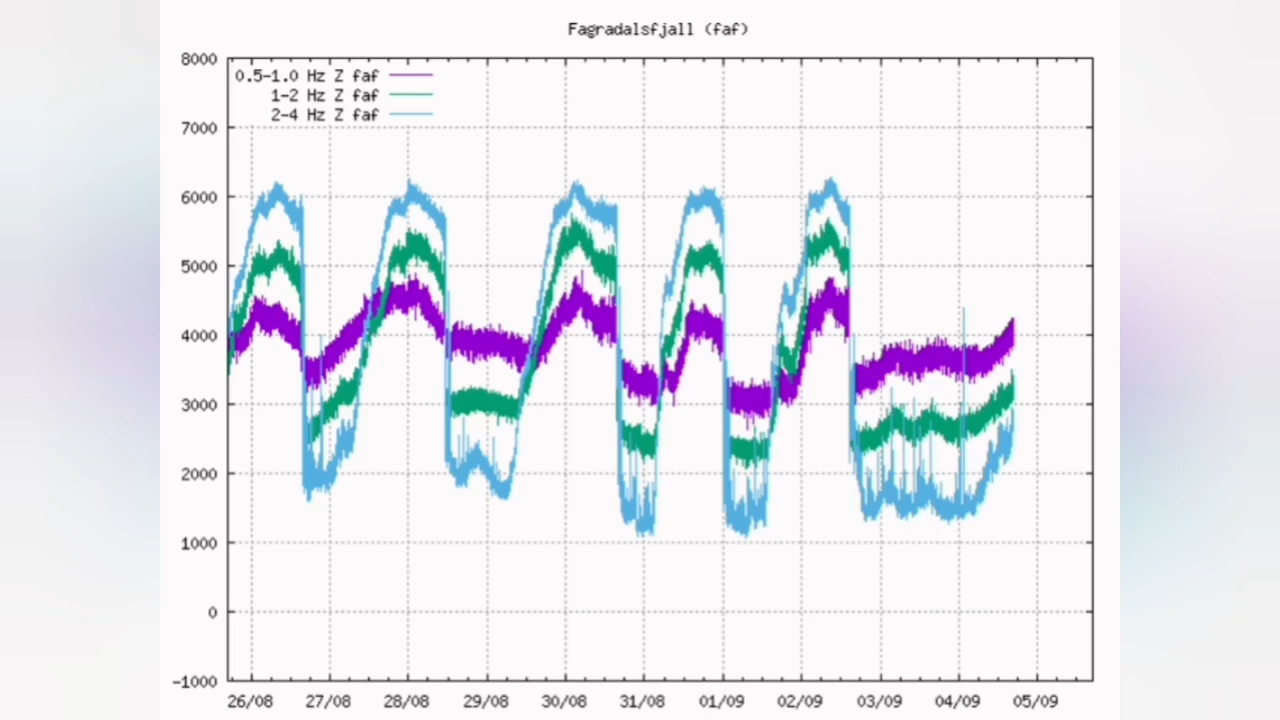 Fagradalsfjall (faf)
8000
0.5-1.0 Hz Z faf
1-2 Hz Z faf
2-4 Hz Z faf
7000
6000
5000
4000
3000
2000
1000
0
-1000
26/08 27/08 28/08 29/08 30/08 31/08 01/09 02/09 03/09 04/09 05/09